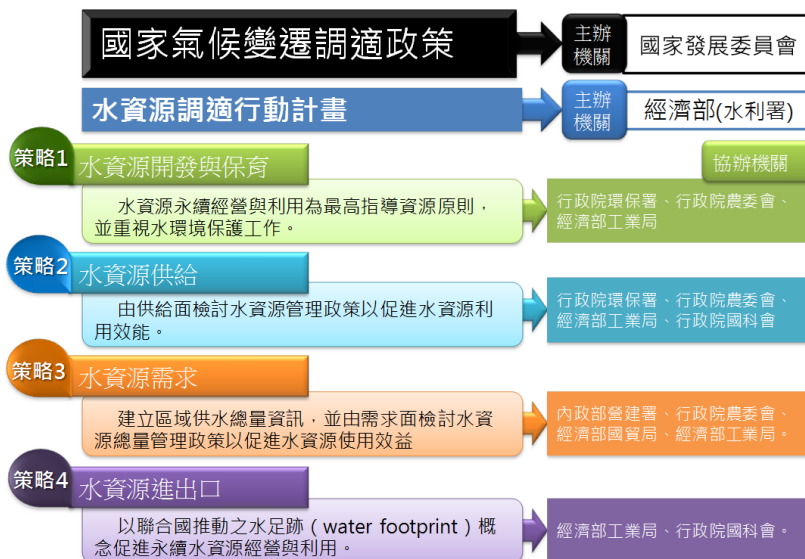 國家氣候變遷調適政策
主辦
機關
國家發展委員會
水資源調適行動計畫
主辦
機關
經濟部(水利署)
協辦機關
策略1
水資源開發與保育
水資源永續經營與利用為最高指導資源原則，
並重視水環境保護工作。
行政院環保署、行政院農委會、
經濟部工業局
策略2
水資源供給
由供給面檢討水資源管理政策以促進水資源利
用效能。
行政院環保署、行政院農委會、
經濟部工業局、行政院國科會
策略3
水資源需求
建立區域供水總量資訊，並由需求面檢討水資
源總量管理政策以促進水資源使用效益
內政部營建署、行政院農委會、
經濟部國貿局、經濟部工業局。
策略4
水資源進出口
以聯合國推動之水足跡（water footprint）概
念促進永續水資源經營與利用。
經濟部工業局、行政院國科會。